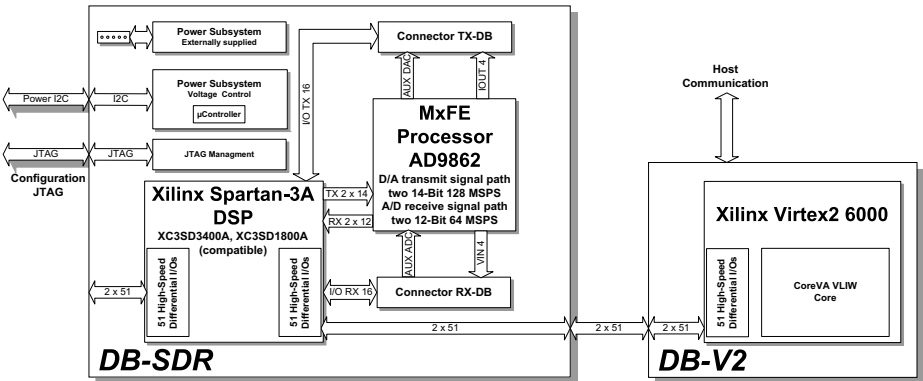 Power Subsystem
Externally supplied
Connector TX-DB
Power Subsystem
Voltage Control
µController
Power I2C
I2C
I/O TX 16
AUX DAC
IOUT 4
MxFE
Processor
AD9862
D/A transmit signal path
two 14-Bit 128 MSPS
A/D receive signal path
two 12-Bit 64 MSPS
Host
Communication
JTAG
JTAG
JTAG Managment
Configuration
JTAG
Xilinx Spartan-3A
DSP
XC3SD3400A, XC3SD1800A
(compatible)
TX 2 x 14
RX 2 x 12
Xilinx Virtex2 6000
AUX ADC
VIN 4
2 x 51
51 High-Speed
Differential I/Os
51 High-Speed
Differential I/Os
I/O RX 16
Connector RX-DB
51 High-Speed
Differential I/Os
CoreVA VLIW
Core
2 x 51
2 x 51
2 x 51
DB-SDR
DB-V2